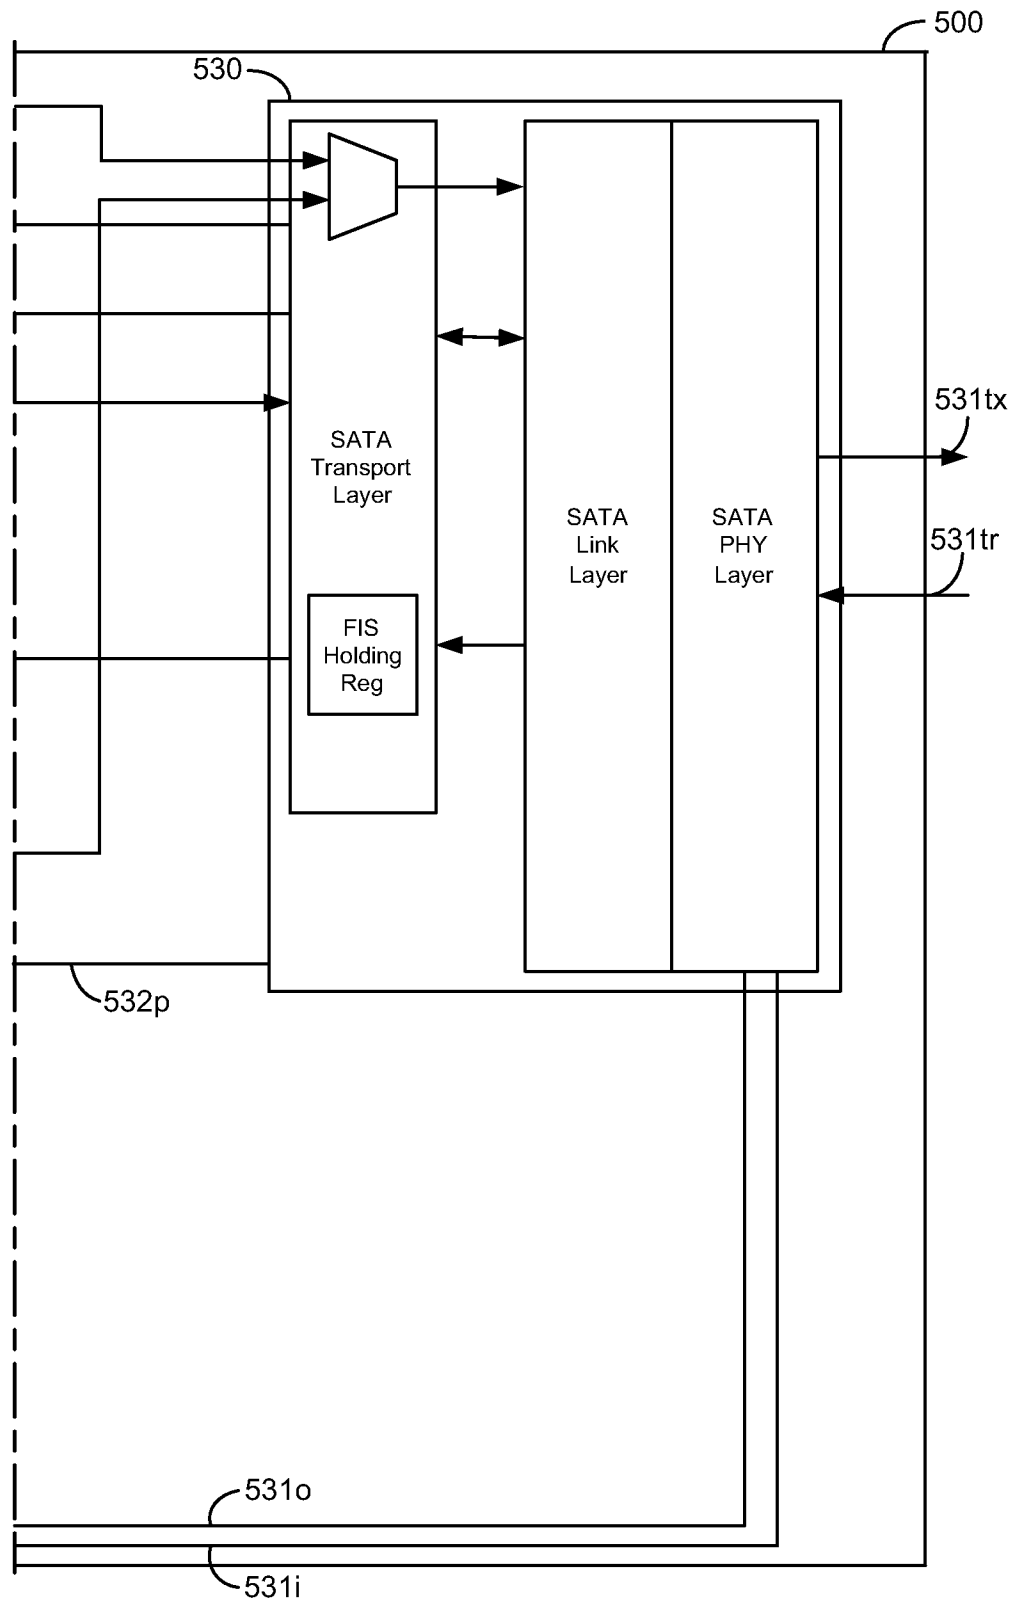 500
530
531tx
SATA
Transport
Layer
SATA
Link
Layer
SATA
PHY
Layer
531tr
FIS
Holding
Reg
532p
531o
531i